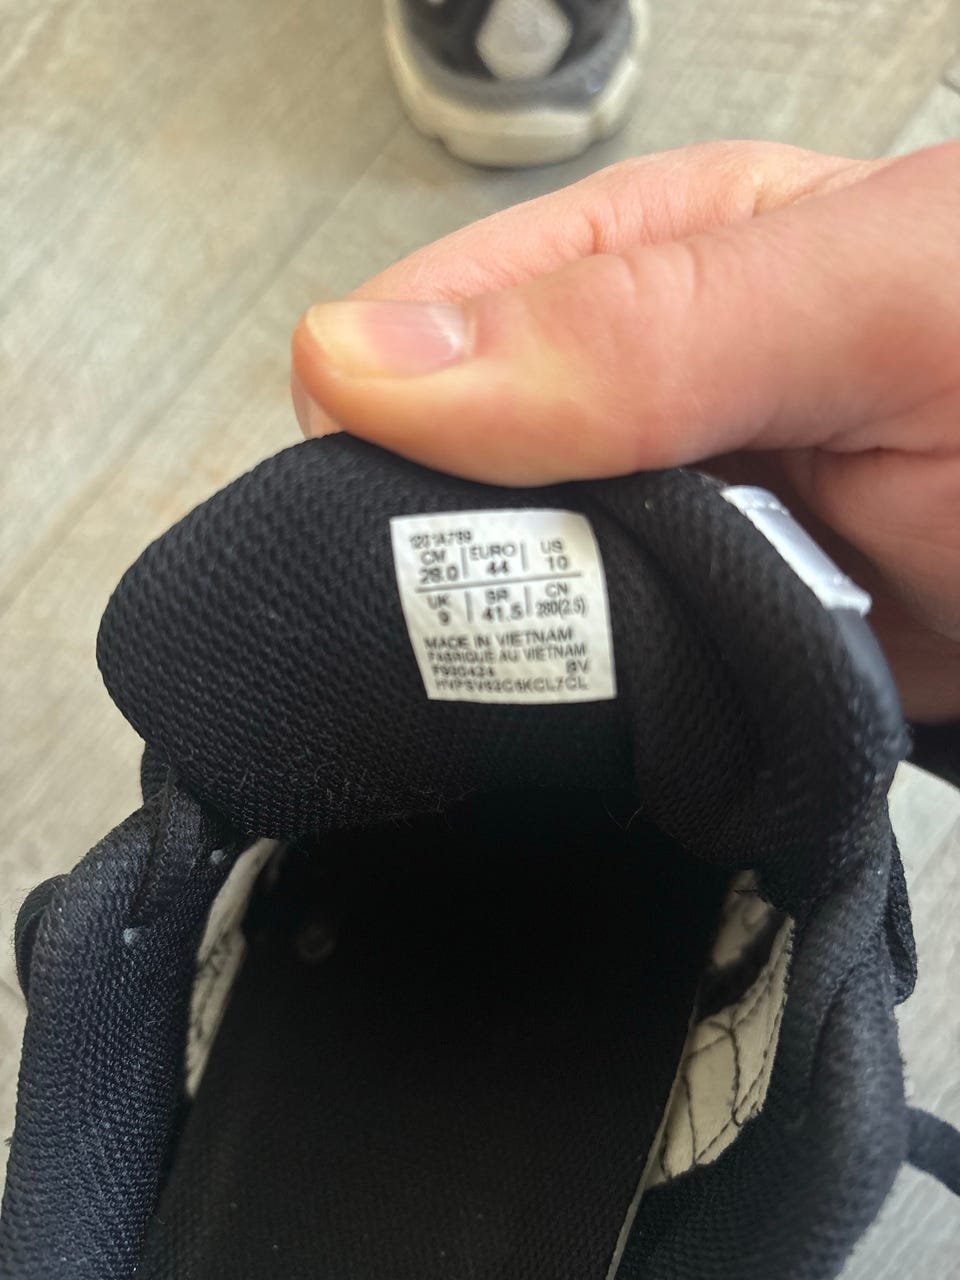 1201A789
CM EURO US
28.0 44 10
UK BR CN
9 41.5 280(2.5)
MADE IN VIETNAM
FABRIQUE AU VIETNAM
BV